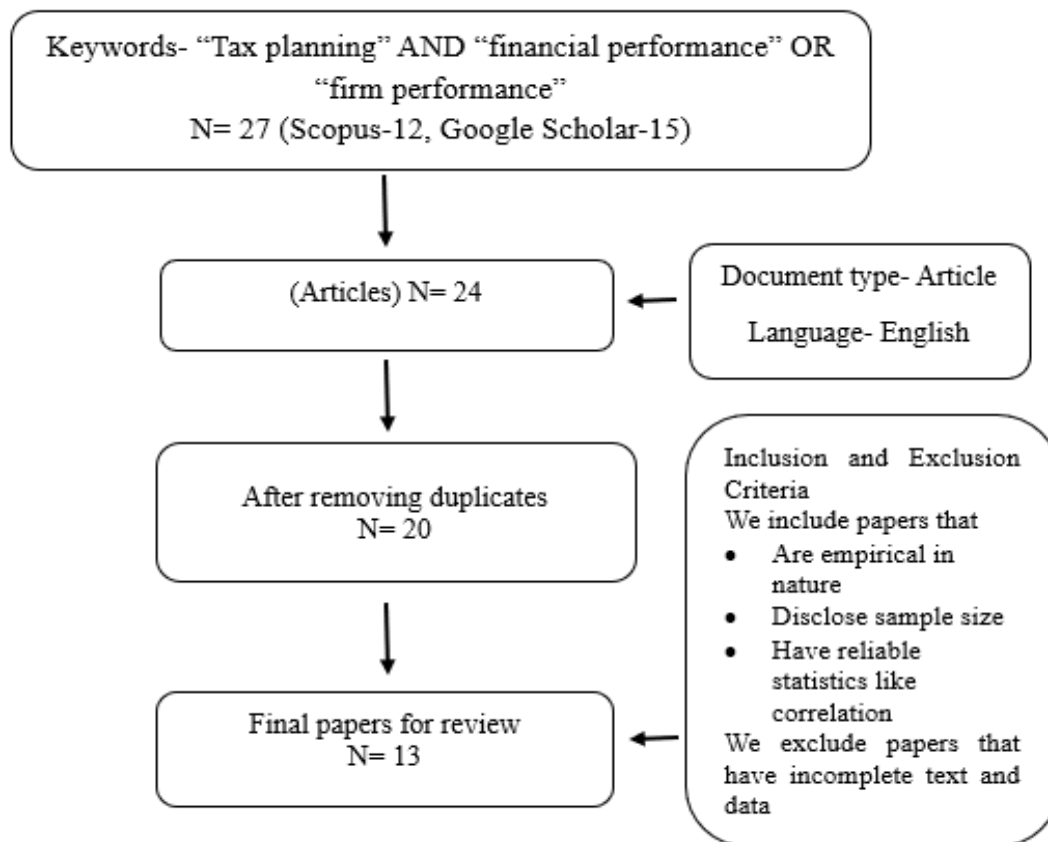 Keywords- “Tax planning” AND “financial performance” OR
“firm performance”
N= 27 (Scopus-12, Google Scholar-15)
(Articles) N= 24
Document type- Article
Language- English
After removing duplicates
N= 20
Inclusion and Exclusion
Criteria
We include papers that
• Are empirical in
nature
• Disclose sample size
• Have reliable
statistics like
correlation
We exclude papers that
have incomplete text and
data
Final papers for review
N= 13